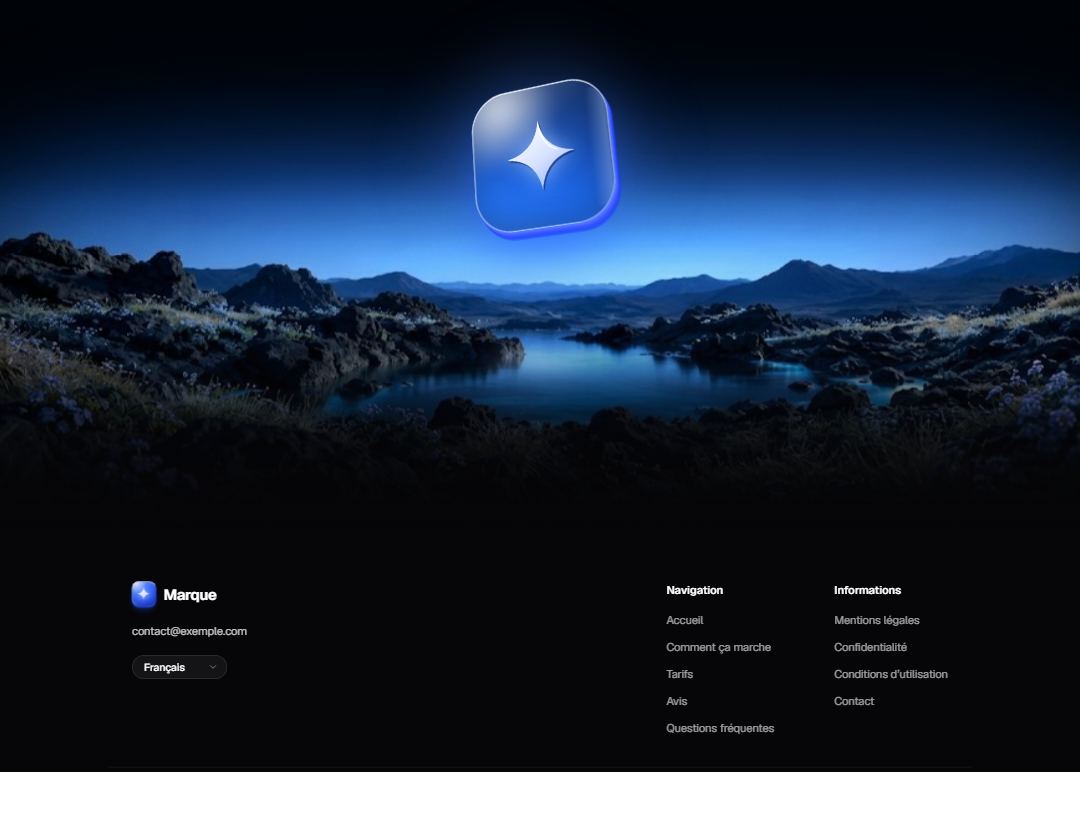 Marque
contact@exemple.com
Français
Navigation
Accueil
Comment ça marche
Tarifs
Avis
Questions fréquentes
Informations
Mentions légales
Confidentialité
Conditions d'utilisation
Contact